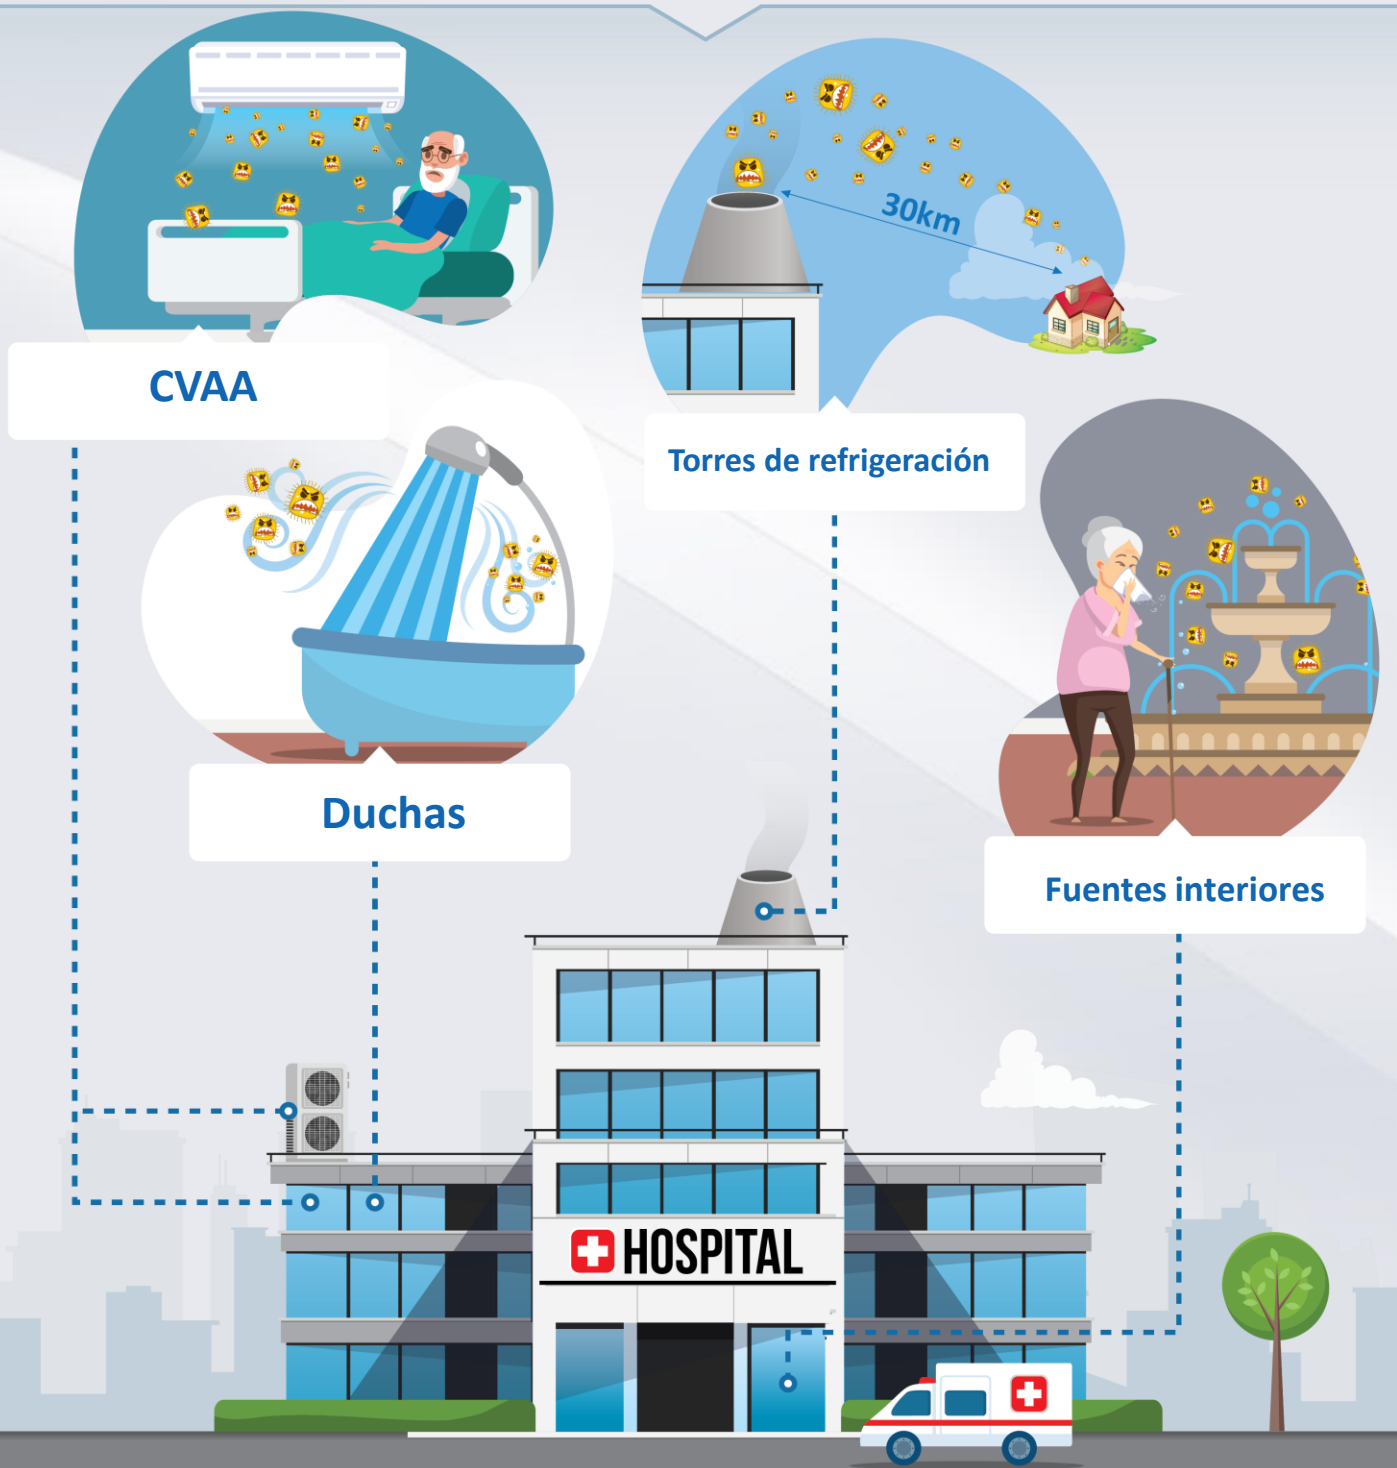 30km
CVAA
Torres de refrigeración
Duchas
Fuentes interiores
HOSPITAL